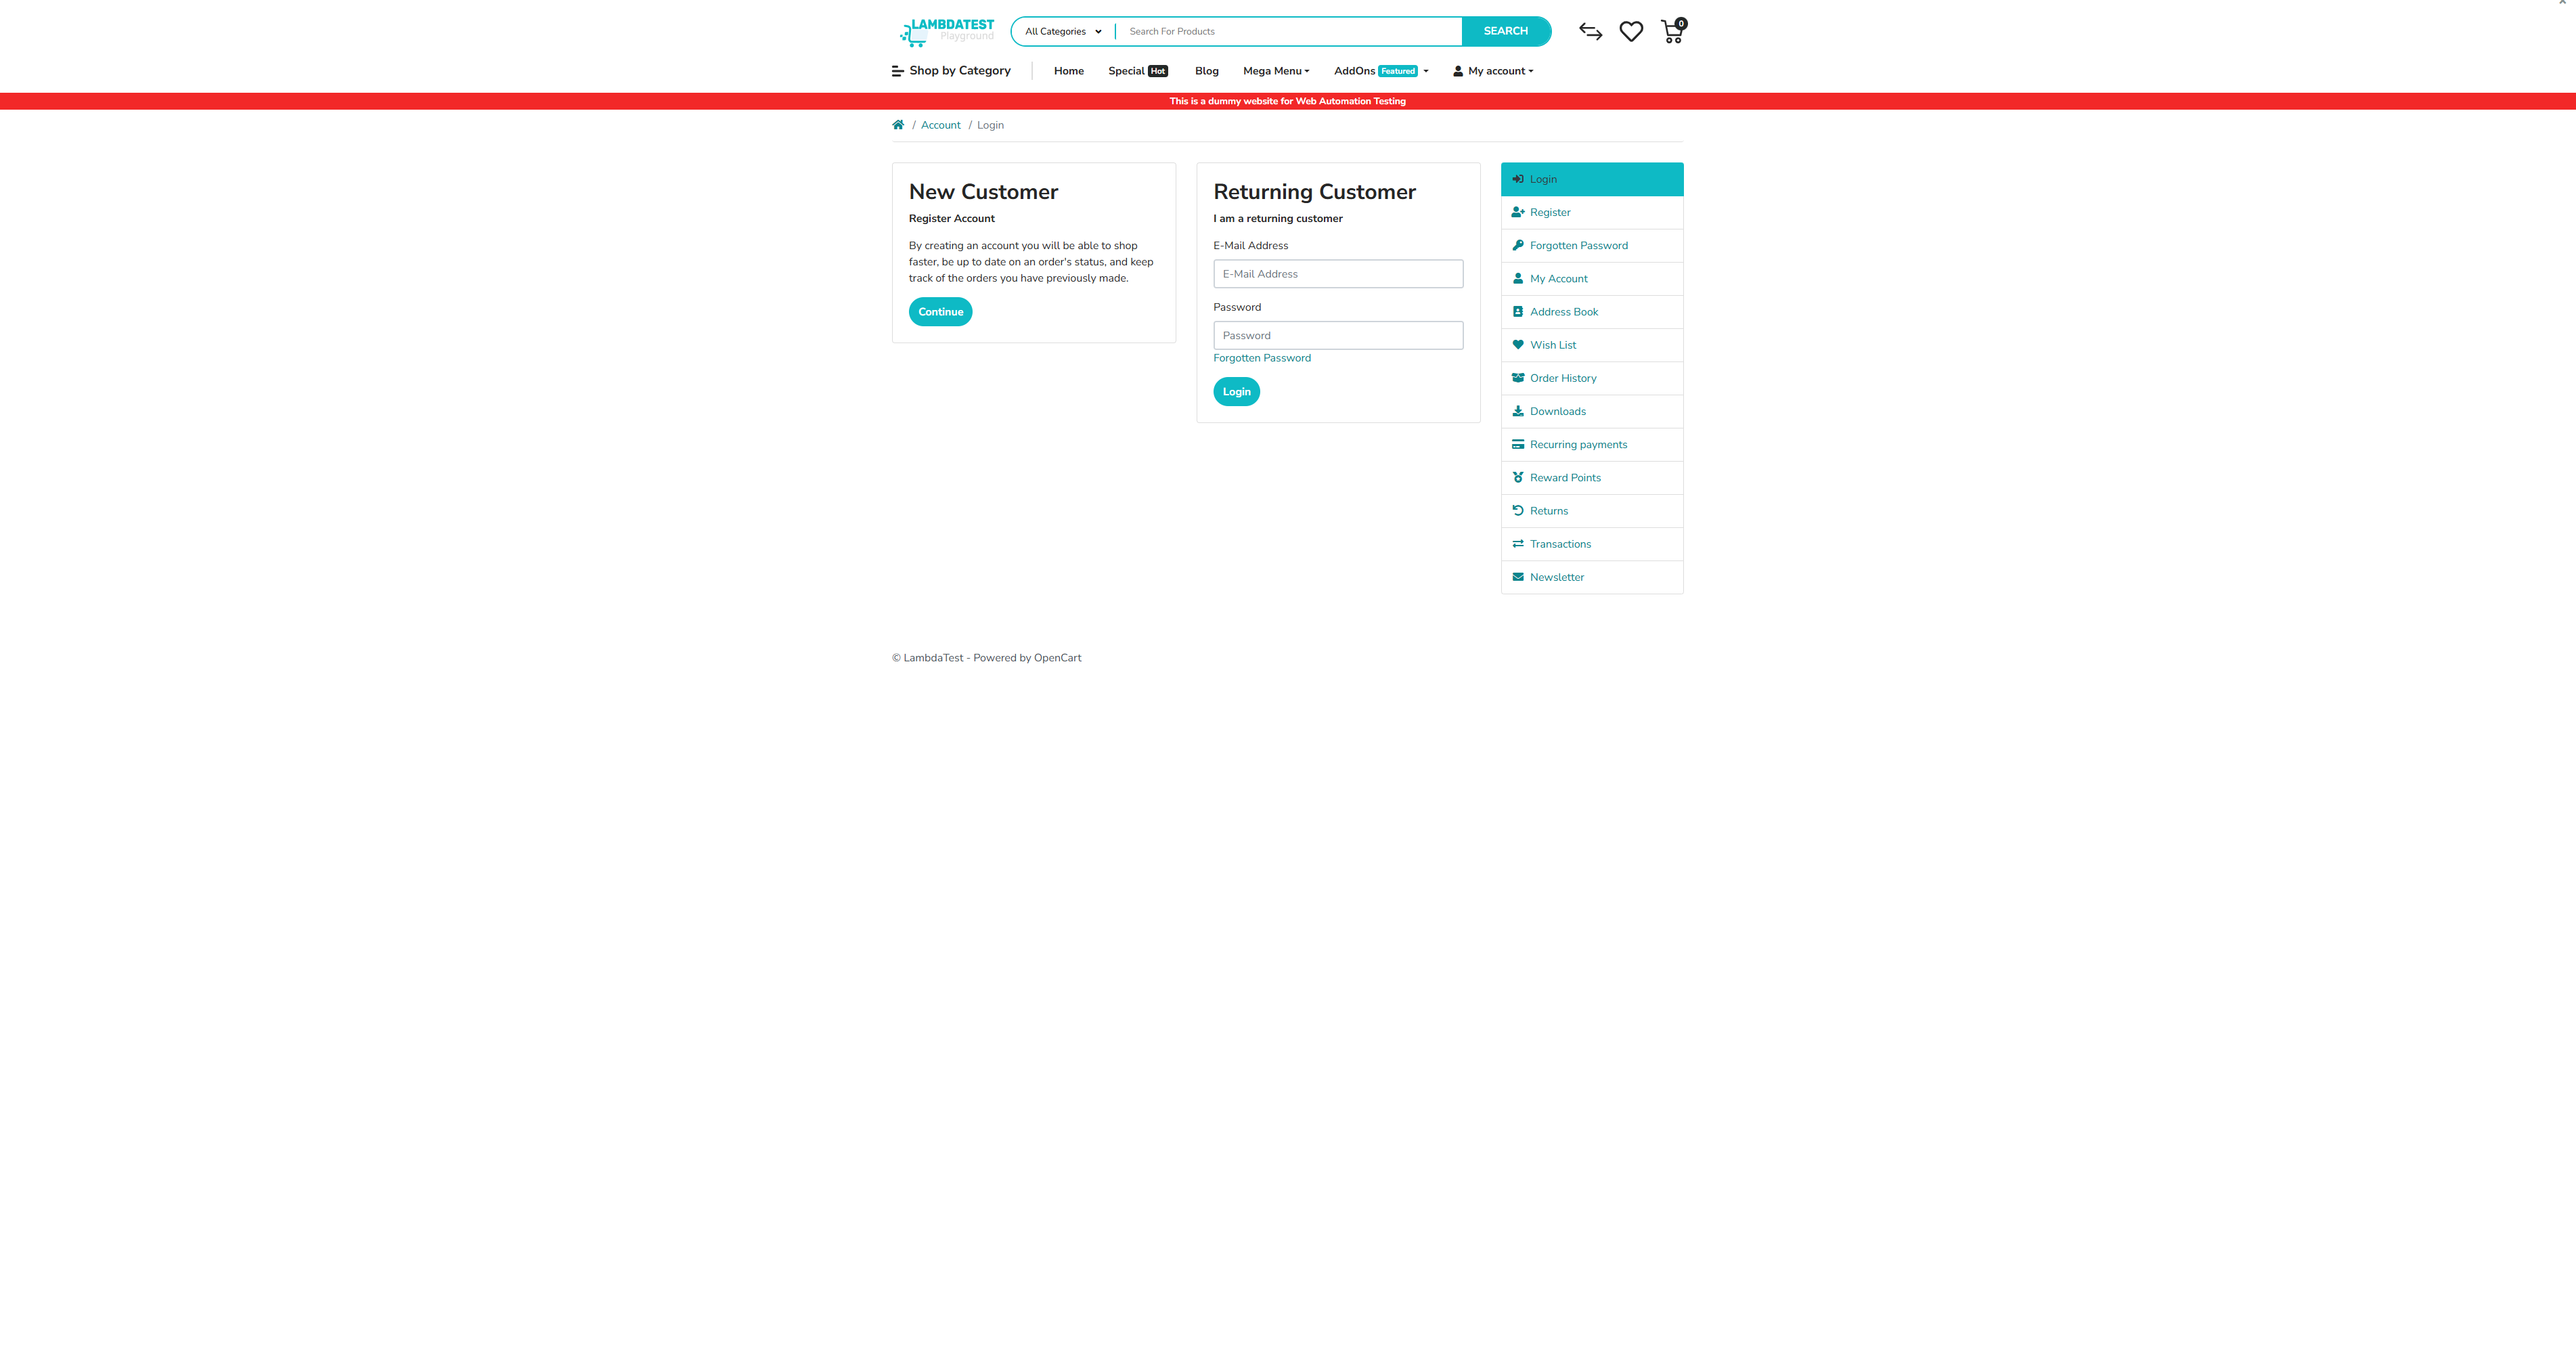 LAMBDATEST
Playground
All Categories
Search For Products
SEARCH
0
Shop by Category
Home
Special Hot
Blog
Mega Menu
AddOns Featured
My account
This is a dummy website for Web Automation Testing
/ Account / Login
New Customer
Register Account
By creating an account you will be able to shop
faster, be up to date on an order's status, and keep
track of the orders you have previously made.
Continue
Returning Customer
I am a returning customer
E-Mail Address
E-Mail Address
Password
Password
Forgotten Password
Login
Login
Register
Forgotten Password
My Account
Address Book
Wish List
Order History
Downloads
Recurring payments
Reward Points
Returns
Transactions
Newsletter
© LambdaTest - Powered by OpenCart